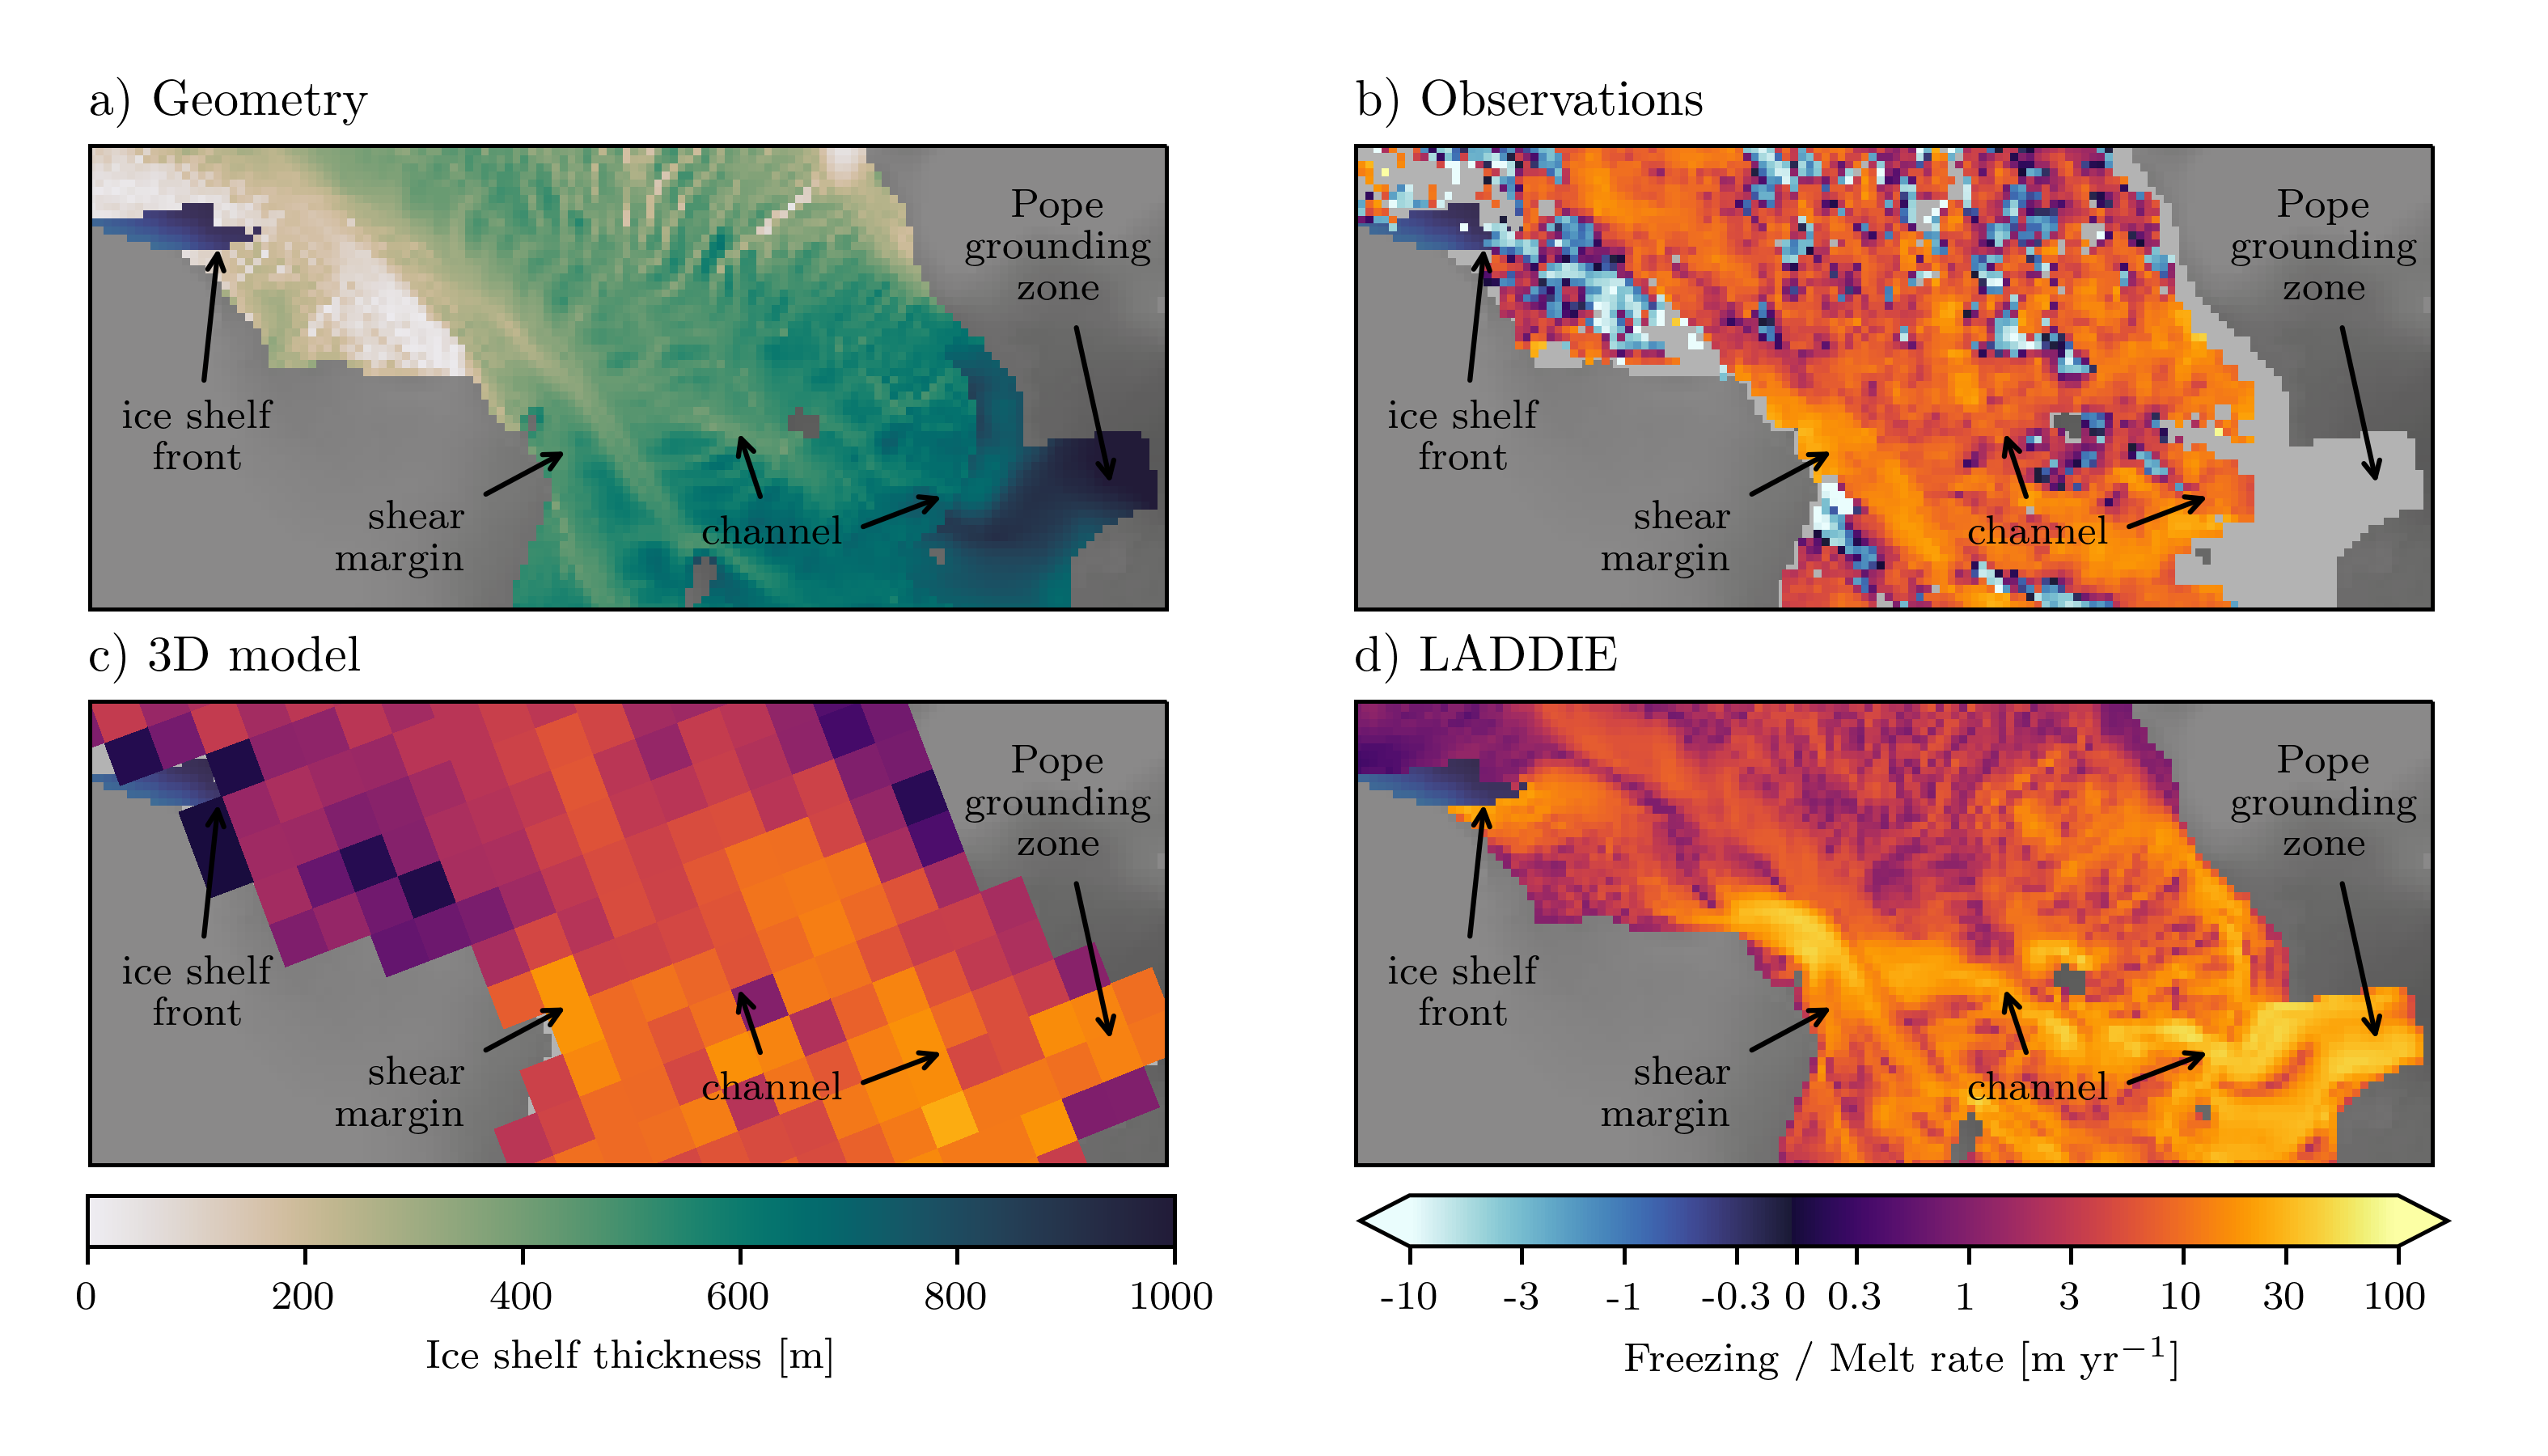 a) Geometry
Pope
grounding
zone
ice shelf
front
shear
margin
channel
b) Observations
Pope
grounding
zone
ice shelf
front
shear
margin
channel
c) 3D model
Pope
grounding
zone
ice shelf
front
shear
margin
channel
d) LADDIE
Pope
grounding
zone
ice shelf
front
shear
margin
channel
0 200 400 600 800 1000
Ice shelf thickness [m]
-10 -3 -1 -0.3 0 0.3 1 3 10 30 100
Freezing / Melt rate [m yr⁻¹]